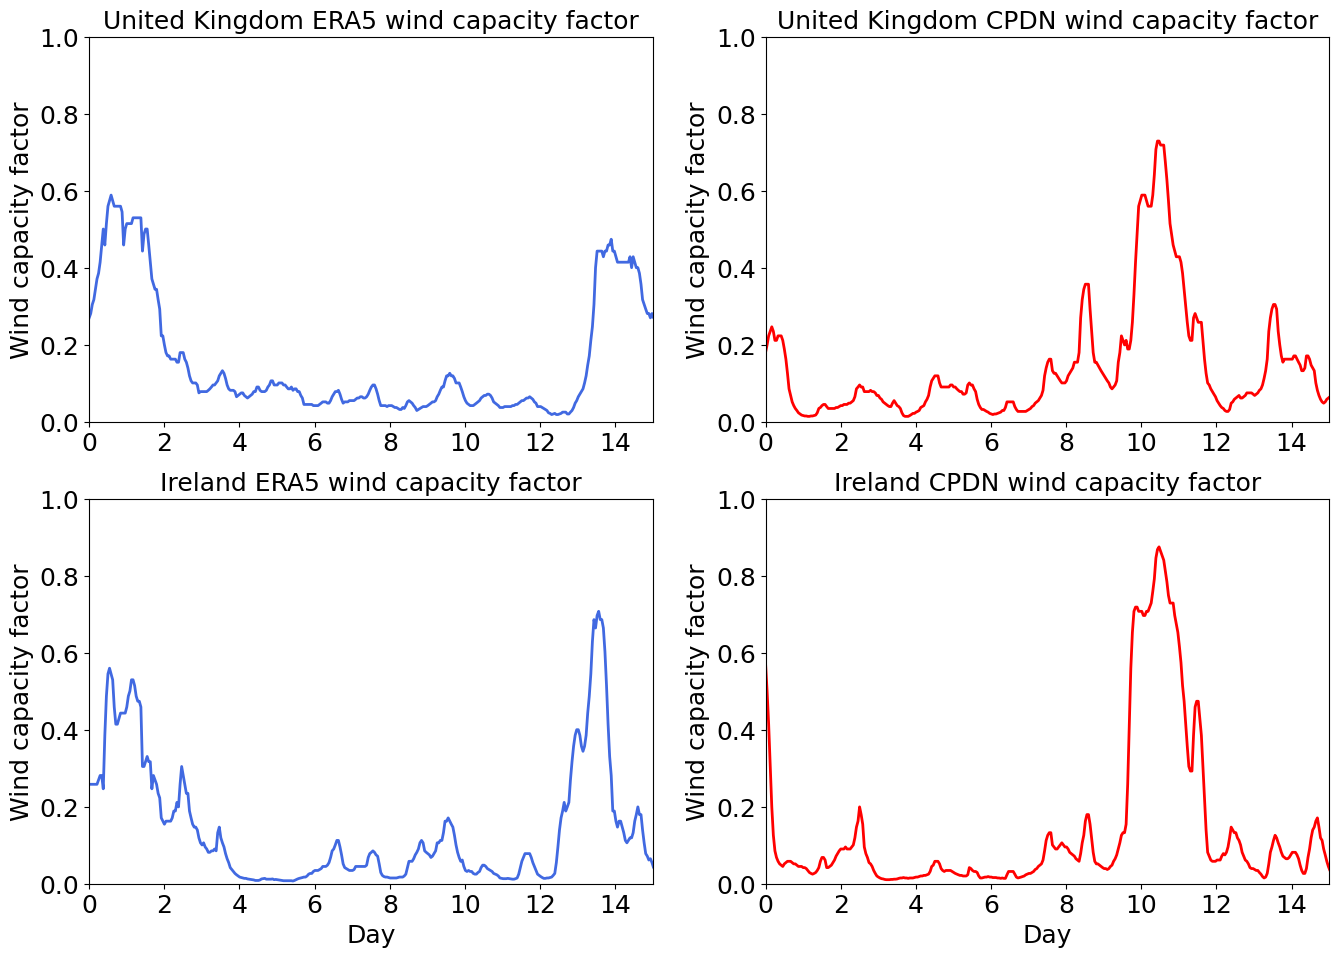 United Kingdom ERA5 wind capacity factor
Wind capacity factor
1.0
0.8
0.6
0.4
0.2
0.0
0 2 4 6 8 10 12 14
United Kingdom CPDN wind capacity factor
Wind capacity factor
1.0
0.8
0.6
0.4
0.2
0.0
0 2 4 6 8 10 12 14
Ireland ERA5 wind capacity factor
Wind capacity factor
1.0
0.8
0.6
0.4
0.2
0.0
0 2 4 6 8 10 12 14
Day
Ireland CPDN wind capacity factor
Wind capacity factor
1.0
0.8
0.6
0.4
0.2
0.0
0 2 4 6 8 10 12 14
Day